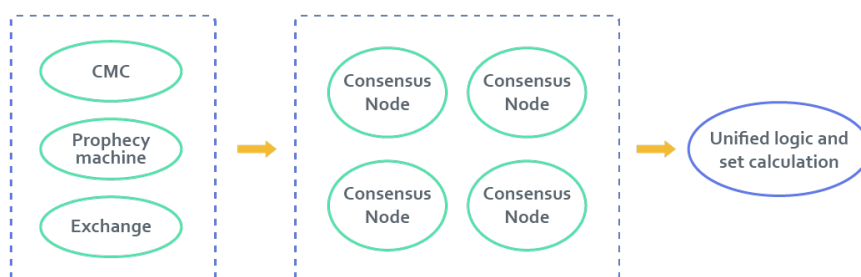 CMC
Prophecy
machine
Exchange
Consensus
Node
Consensus
Node
Consensus
Node
Consensus
Node
Unified logic and
set calculation